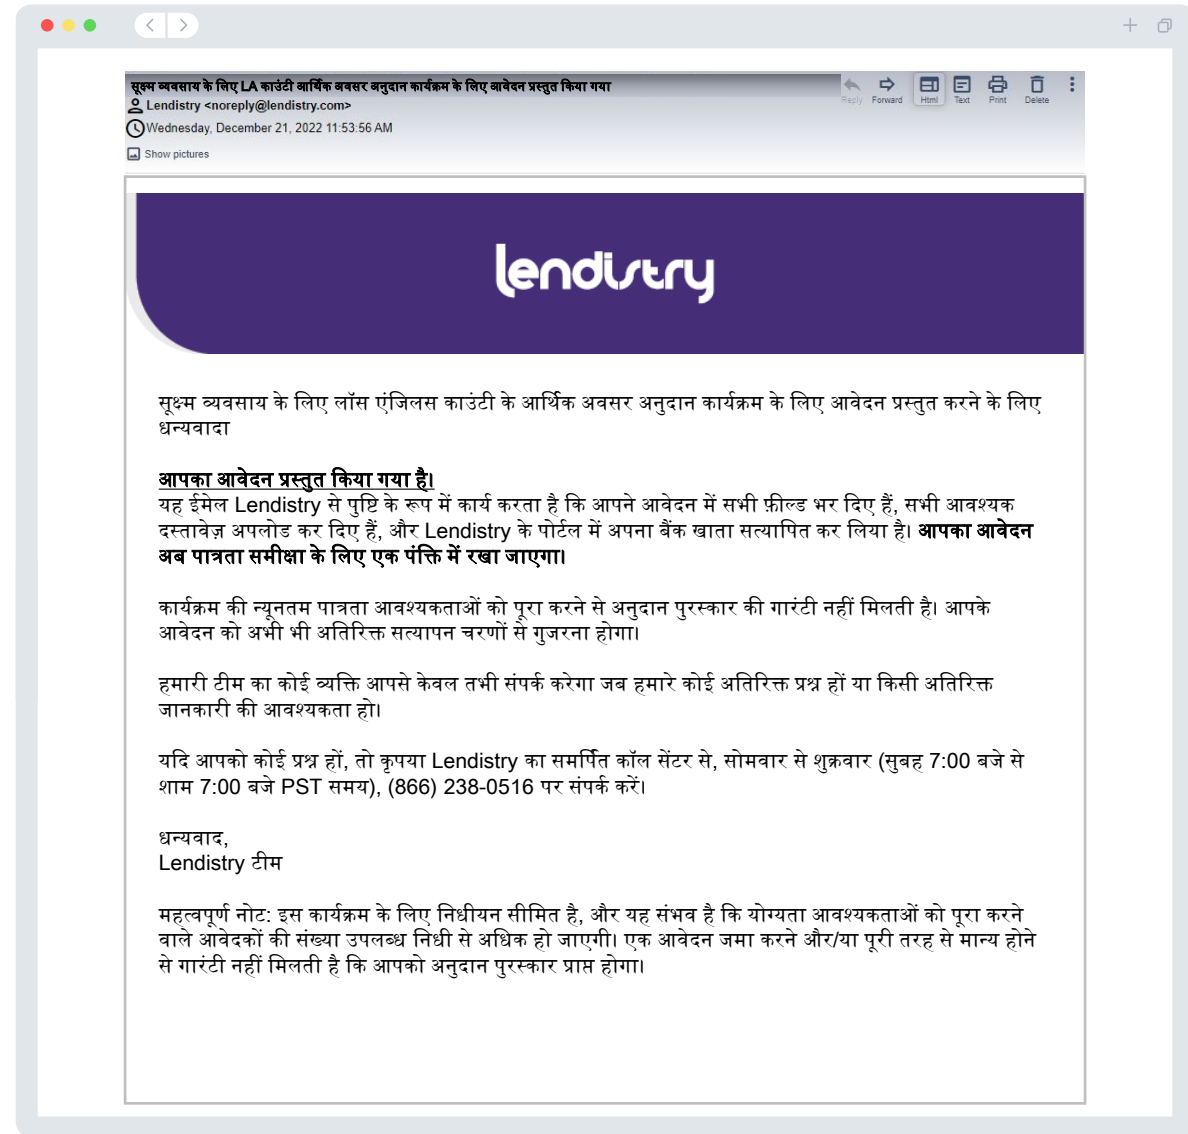 सूक्ष्म व्यवसाय के लिए LA काउंटी आर्थिक अवसर अनुदान कार्यक्रम के लिए आवेदन प्रस्तुत किया गया
Lendistry <noreply@lendistry.com>
Wednesday, December 21, 2022 11:53:56 AM
Show pictures
Reply Forward Html Text Print Delete
lendistry
सूक्ष्म व्यवसाय के लिए लॉस एंजिलस काउंटी के आर्थिक अवसर अनुदान कार्यक्रम के लिए आवेदन प्रस्तुत करने के लिए
धन्यवादा
आपका आवेदन प्रस्तुत किया गया है।
यह ईमेल Lendistry से पुष्टि के रूप में कार्य करता है कि आपने आवेदन में सभी फ़ील्ड भर दिए हैं, सभी आवश्यक
दस्तावेज़ अपलोड कर दिए हैं, और Lendistry के पोर्टल में अपना बैंक खाता सत्यापित कर लिया है। आपका आवेदन
अब पात्रता समीक्षा के लिए एक पंक्ति में रखा जाएगा।
कार्यक्रम की न्यूनतम पात्रता आवश्यकताओं को पूरा करने से अनुदान पुरस्कार की गारंटी नहीं मिलती है। आपके
आवेदन को अभी भी अतिरिक्त सत्यापन चरणों से गुजरना होगा।
हमारी टीम का कोई व्यक्ति आपसे केवल तभी संपर्क करेगा जब हमारे कोई अतिरिक्त प्रश्न हों या किसी अतिरिक्त
जानकारी की आवश्यकता हो।
यदि आपको कोई प्रश्न हों, तो कृपया Lendistry का समर्पित कॉल सेंटर से, सोमवार से शुक्रवार (सुबह 7:00 बजे से
शाम 7:00 बजे PST समय), (866) 238-0516 पर संपर्क करें।
धन्यवाद,
Lendistry टीम
महत्वपूर्ण नोट: इस कार्यक्रम के लिए निधीयन सीमित है, और यह संभव है कि योग्यता आवश्यकताओं को पूरा करने
वाले आवेदकों की संख्या उपलब्ध निधी से अधिक हो जाएगी। एक आवेदन जमा करने और/या पूरी तरह से मान्य होने
से गारंटी नहीं मिलती है कि आपको अनुदान पुरस्कार प्राप्त होगा।